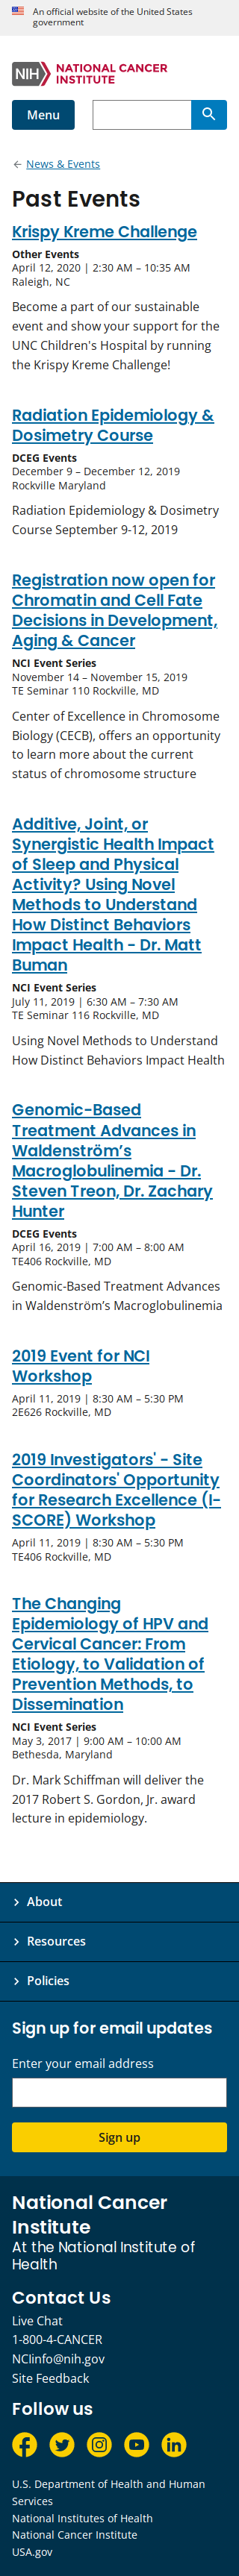 An official website of the United States
government
NIH NATIONAL CANCER
INSTITUTE
Menu
← News & Events
Past Events
Krispy Kreme Challenge
Other Events
April 12, 2020 | 2:30 AM – 10:35 AM
Raleigh, NC
Become a part of our sustainable
event and show your support for the
UNC Children's Hospital by running
the Krispy Kreme Challenge!
Radiation Epidemiology &
Dosimetry Course
DCEG Events
December 9 – December 12, 2019
Rockville Maryland
Radiation Epidemiology & Dosimetry
Course September 9-12, 2019
Registration now open for
Chromatin and Cell Fate
Decisions in Development,
Aging & Cancer
NCI Event Series
November 14 – November 15, 2019
TE Seminar 110 Rockville, MD
Center of Excellence in Chromosome
Biology (CECB), offers an opportunity
to learn more about the current
status of chromosome structure
Additive, Joint, or
Synergistic Health Impact
of Sleep and Physical
Activity? Using Novel
Methods to Understand
How Distinct Behaviors
Impact Health - Dr. Matt
Buman
NCI Event Series
July 11, 2019 | 6:30 AM – 7:30 AM
TE Seminar 116 Rockville, MD
Using Novel Methods to Understand
How Distinct Behaviors Impact Health
Genomic-Based
Treatment Advances in
Waldenström’s
Macroglobulinemia - Dr.
Steven Treon, Dr. Zachary
Hunter
DCEG Events
April 16, 2019 | 7:00 AM – 8:00 AM
TE406 Rockville, MD
Genomic-Based Treatment Advances
in Waldenström’s Macroglobulinemia
2019 Event for NCI
Workshop
April 11, 2019 | 8:30 AM – 5:30 PM
2E626 Rockville, MD
2019 Investigators' - Site
Coordinators' Opportunity
for Research Excellence (I-
SCORE) Workshop
April 11, 2019 | 8:30 AM – 5:30 PM
TE406 Rockville, MD
The Changing
Epidemiology of HPV and
Cervical Cancer: From
Etiology, to Validation of
Prevention Methods, to
Dissemination
NCI Event Series
May 3, 2017 | 9:00 AM – 10:00 AM
Bethesda, Maryland
Dr. Mark Schiffman will deliver the
2017 Robert S. Gordon, Jr. award
lecture in epidemiology.
About
Resources
Policies
Sign up for email updates
Enter your email address
Sign up
National Cancer
Institute
At the National Institute of
Health
Contact Us
Live Chat
1-800-4-CANCER
NCIinfo@nih.gov
Site Feedback
Follow us
U.S. Department of Health and Human
Services
National Institutes of Health
National Cancer Institute
USA.gov